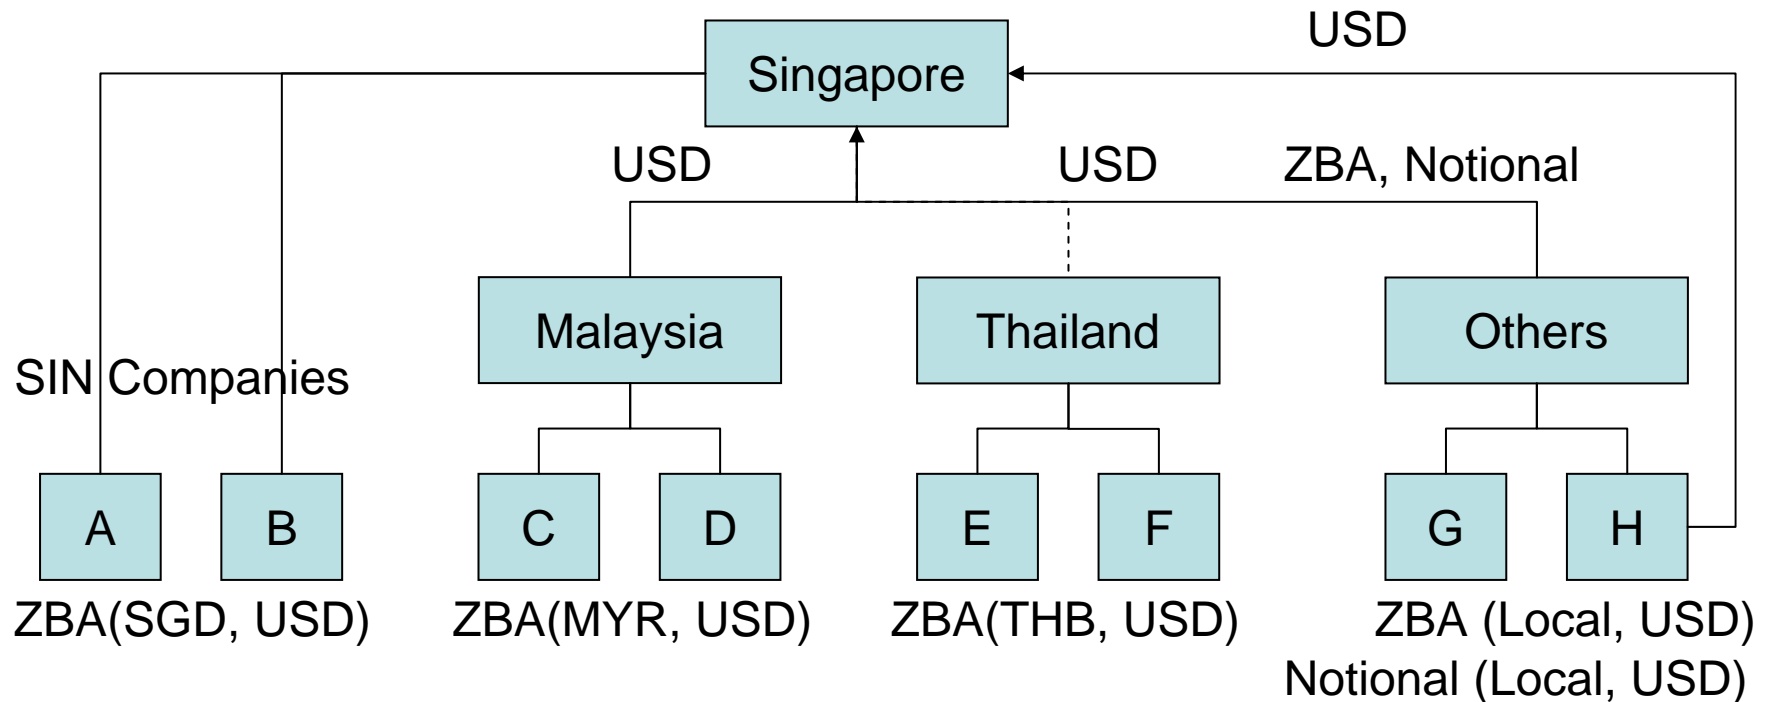 USD
Singapore
USD
USD
ZBA, Notional
Malaysia
Thailand
Others
SIN Companies
A
B
C
D
E
F
G
H
ZBA(SGD, USD)
ZBA(MYR, USD)
ZBA(THB, USD)
ZBA (Local, USD)
Notional (Local, USD)